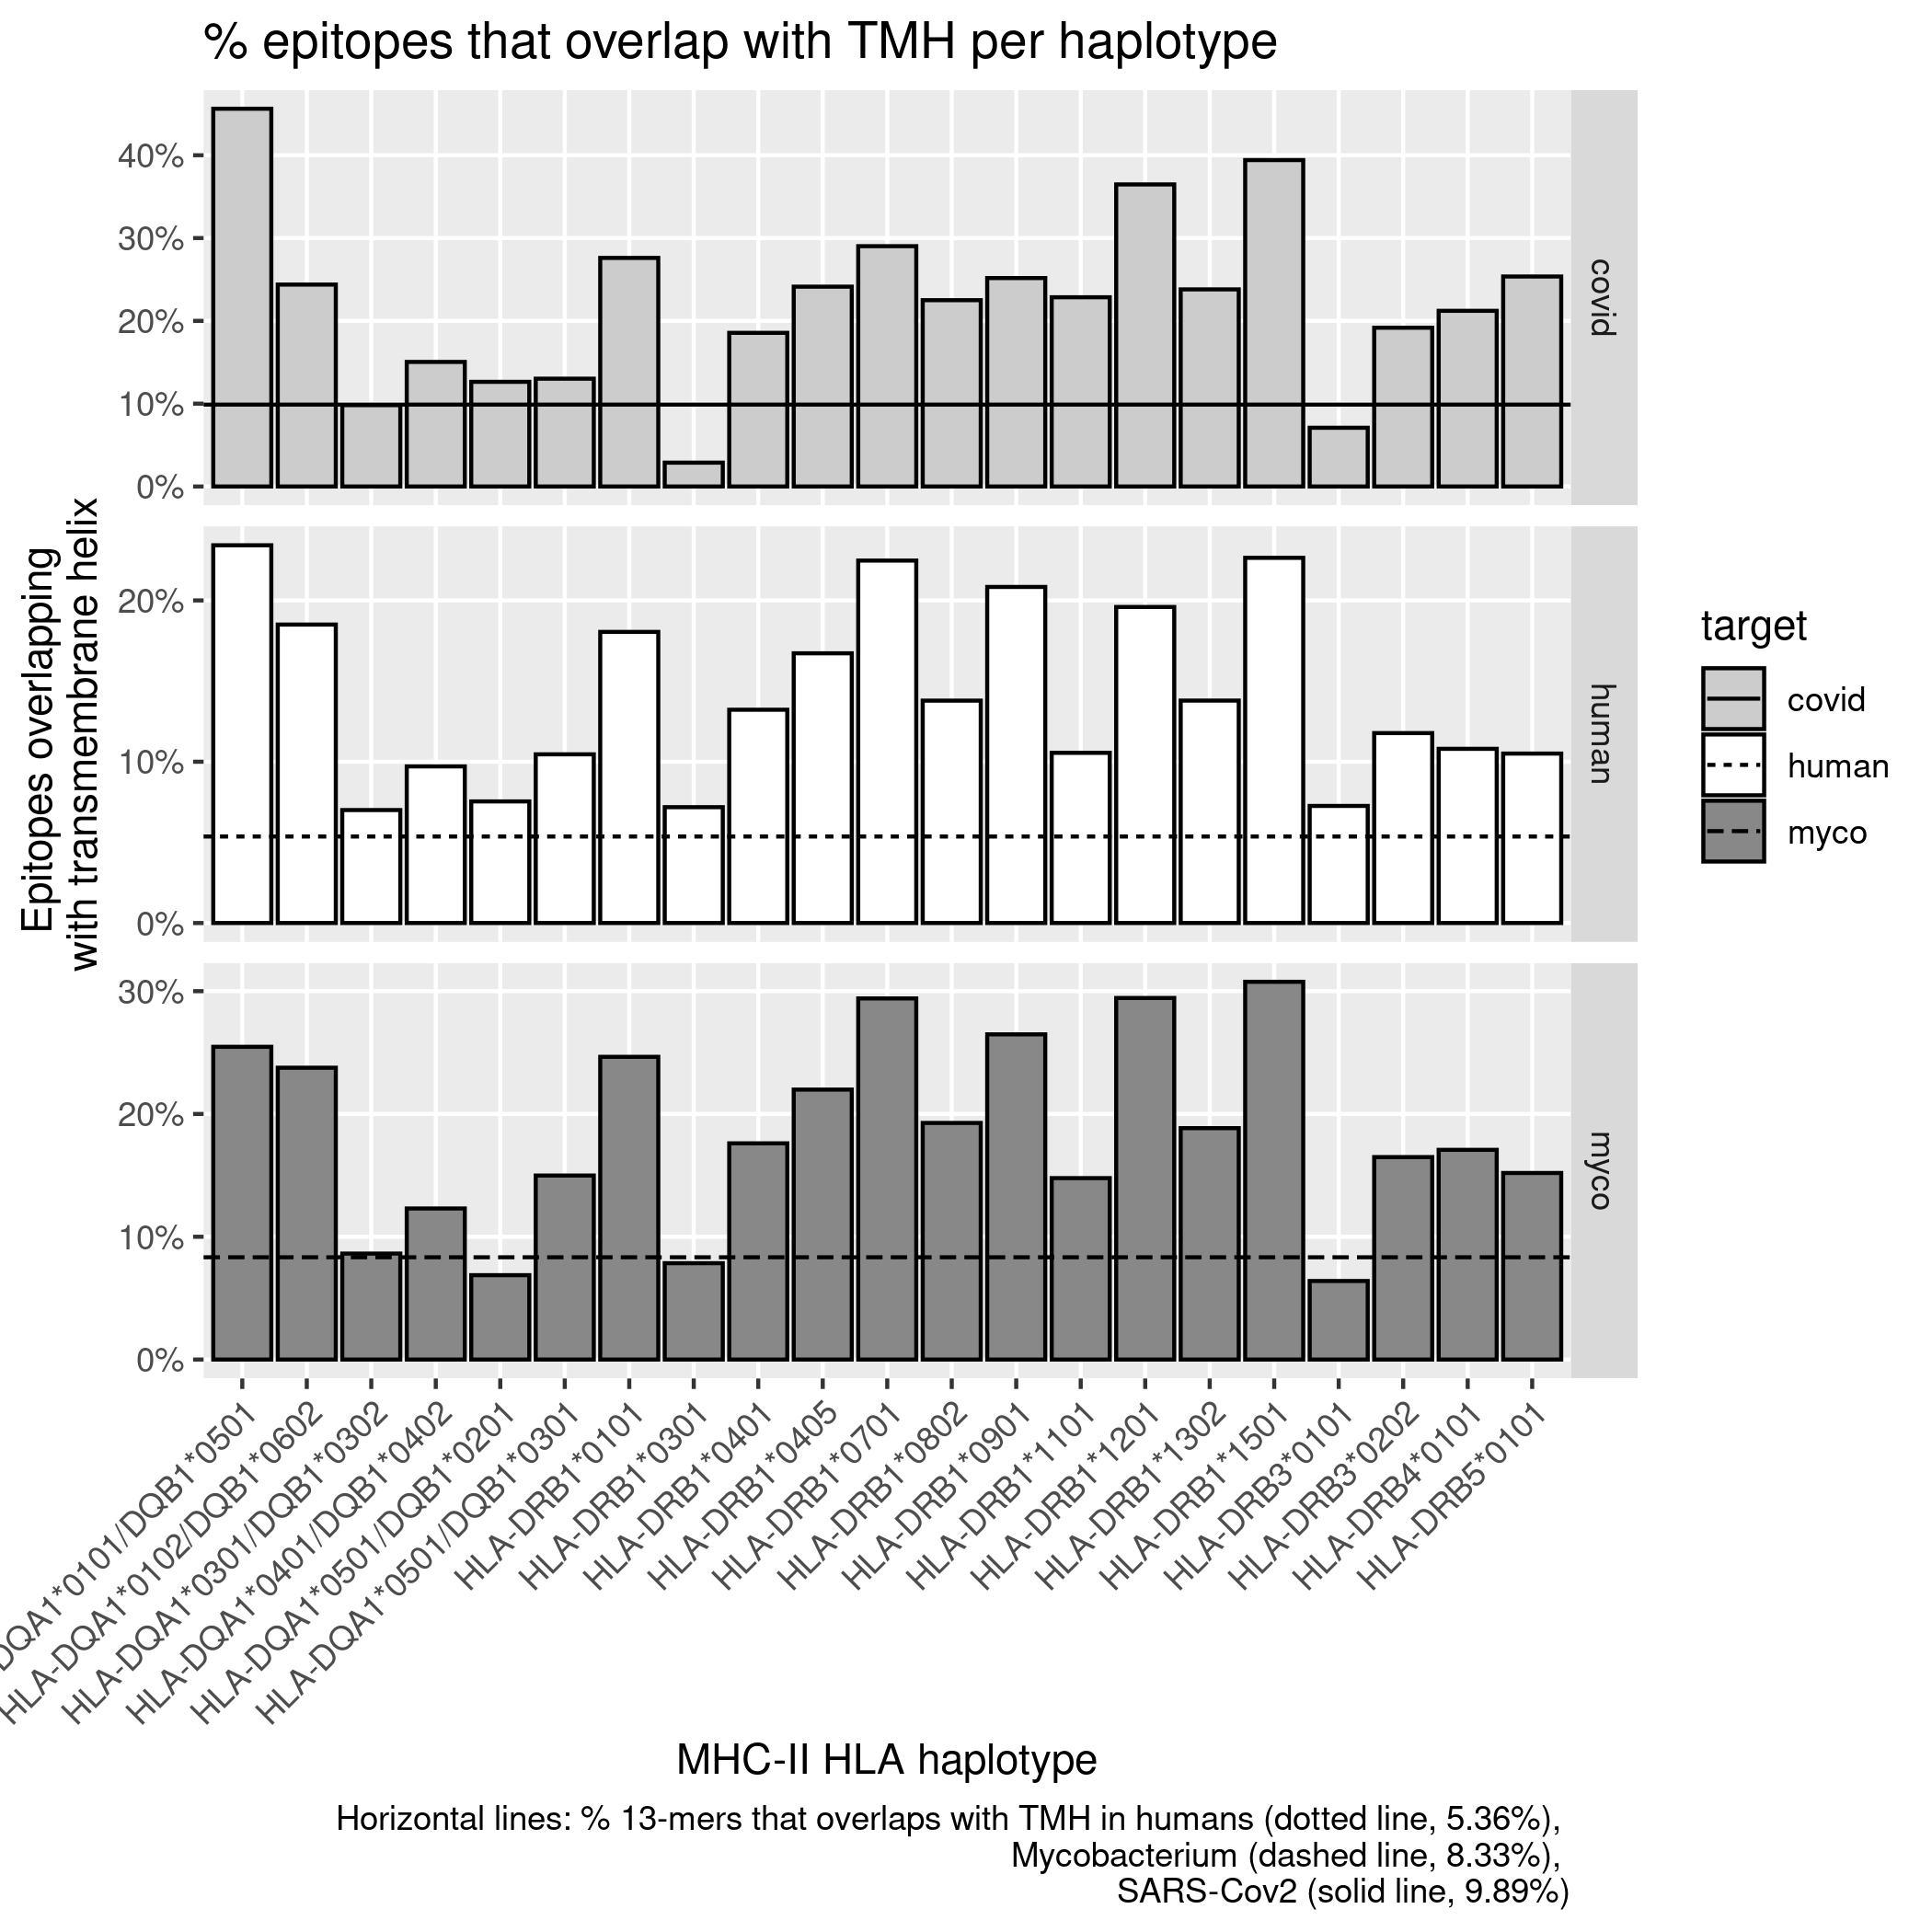 % epitopes that overlap with TMH per haplotype
Epitopes overlapping
with transmembrane helix
40%
30%
20%
10%
0%
covid
20%
10%
0%
human
30%
20%
10%
0%
myco
DQA1*0101/DQB1*0501
HLA-DQA1*0102/DQB1*0602
HLA-DQA1*0301/DQB1*0302
HLA-DQA1*0401/DQB1*0402
HLA-DQA1*0501/DQB1*0201
HLA-DQA1*0501/DQB1*0301
HLA-DRB1*0101
HLA-DRB1*0301
HLA-DRB1*0401
HLA-DRB1*0405
HLA-DRB1*0701
HLA-DRB1*0802
HLA-DRB1*0901
HLA-DRB1*1101
HLA-DRB1*1201
HLA-DRB1*1302
HLA-DRB1*1501
HLA-DRB3*0101
HLA-DRB3*0202
HLA-DRB4*0101
HLA-DRB5*0101
MHC-II HLA haplotype
target
covid
human
myco
Horizontal lines: % 13-mers that overlaps with TMH in humans (dotted line, 5.36%),
Mycobacterium (dashed line, 8.33%),
SARS-Cov2 (solid line, 9.89%)